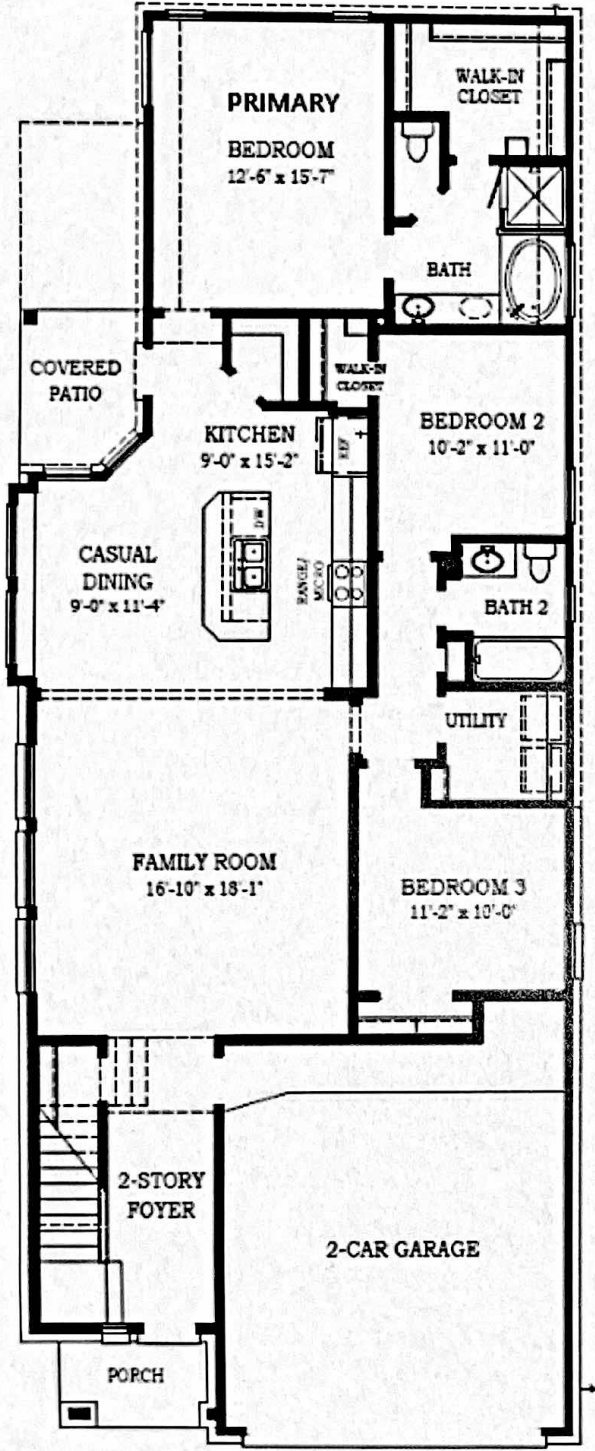 PRIMARY
BEDROOM
12'-6" x 15'-7"
WALK-IN
CLOSET
BATH
COVERED
PATIO
WALK-IN
CLOSET
KITCHEN
9'-0" x 15'-2"
REF
BEDROOM 2
10'-2" x 11'-0"
CASUAL
DINING
9'-0" x 11'-4"
D/W
RANGE/
MICRO
BATH 2
UTILITY
FAMILY ROOM
16'-10" x 18'-1"
BEDROOM 3
11'-2" x 10'-0"
2-STORY
FOYER
2-CAR GARAGE
PORCH